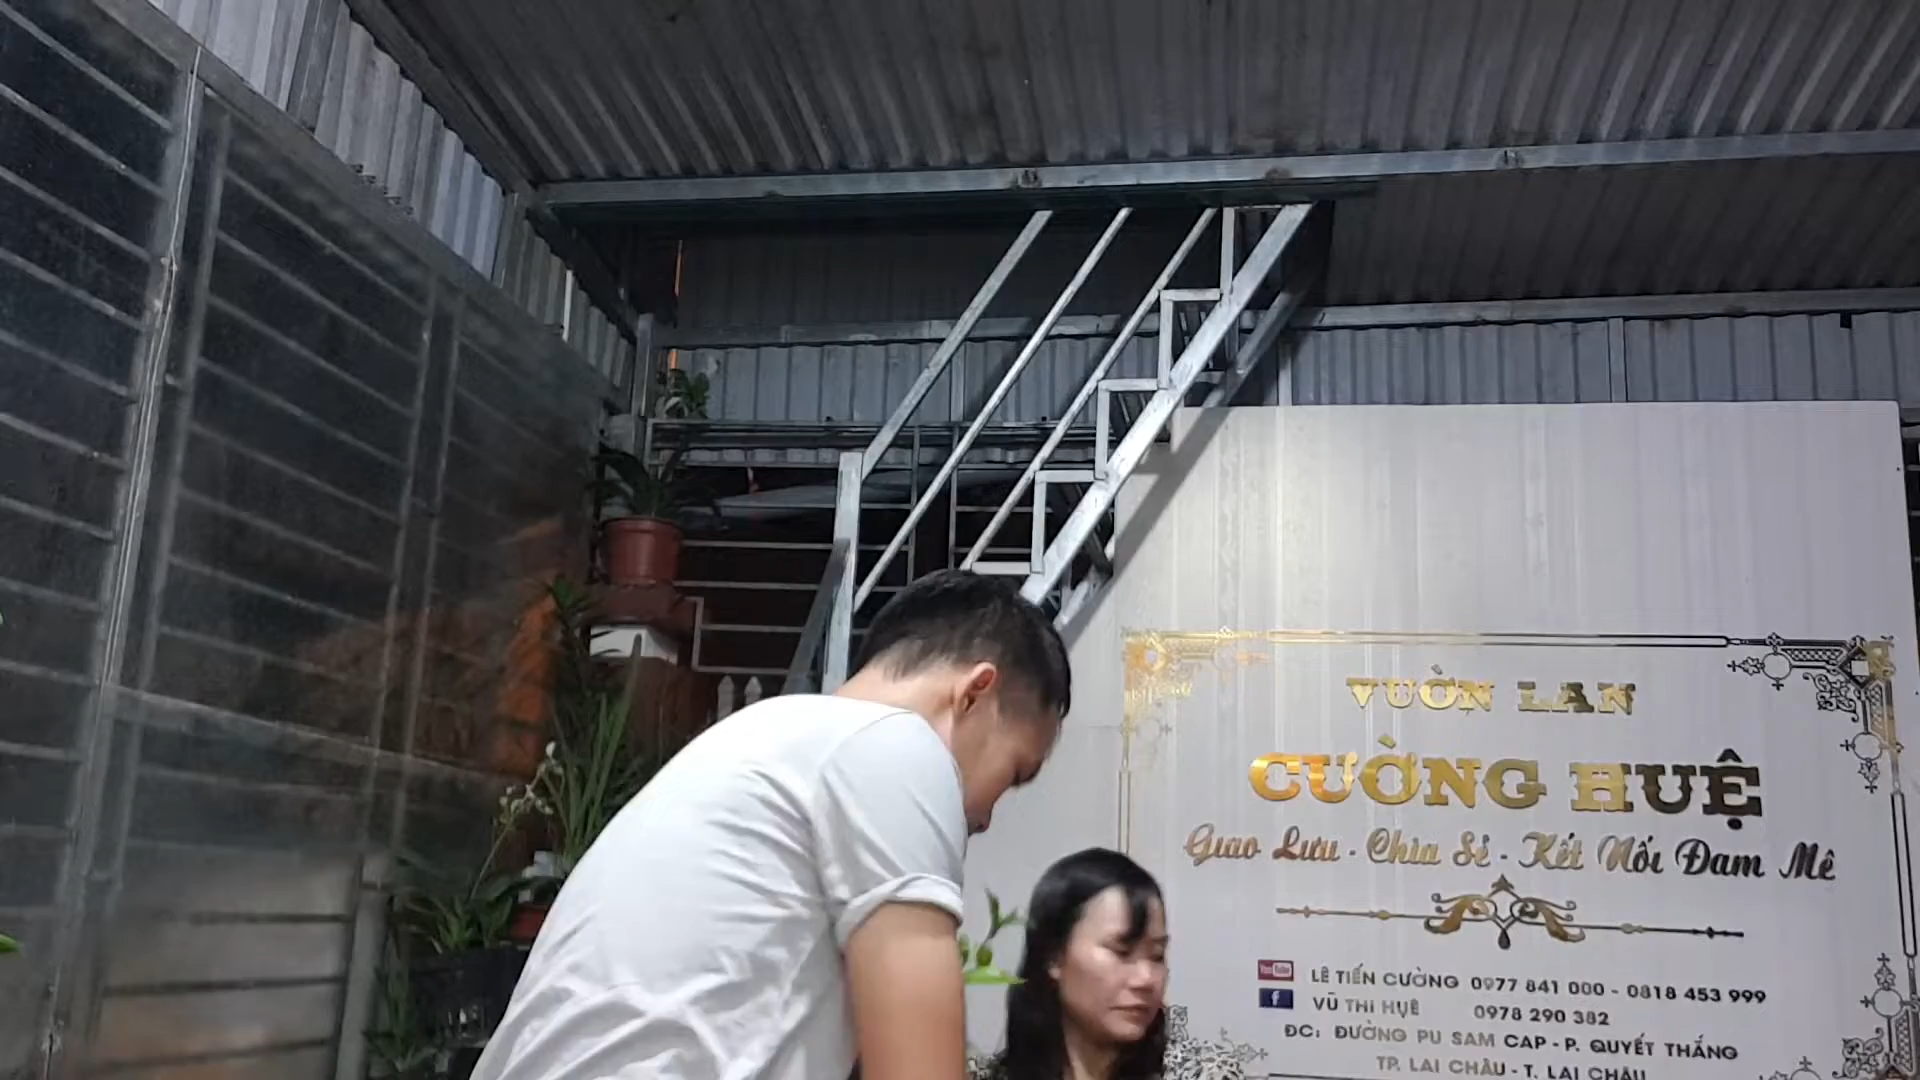 VƯỜN LAN
CƯỜNG HUỆ
Giao Lưu - Chia Sẻ - Kết Nối Đam Mê
YouTube LÊ TIẾN CƯỜNG 0977 841 000 - 0818 453 999
f VŨ THỊ HUỆ 0978 290 382
ĐC: ĐƯỜNG PU SAM CAP - P. QUYẾT THẮNG
TP. LAI CHÂU - T. LAI CHÂU